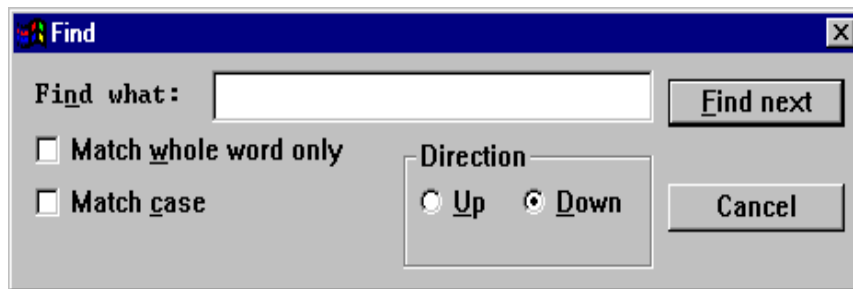 Find
Find what:
Find next
Match whole word only
Direction
Match case
Up
Down
Cancel